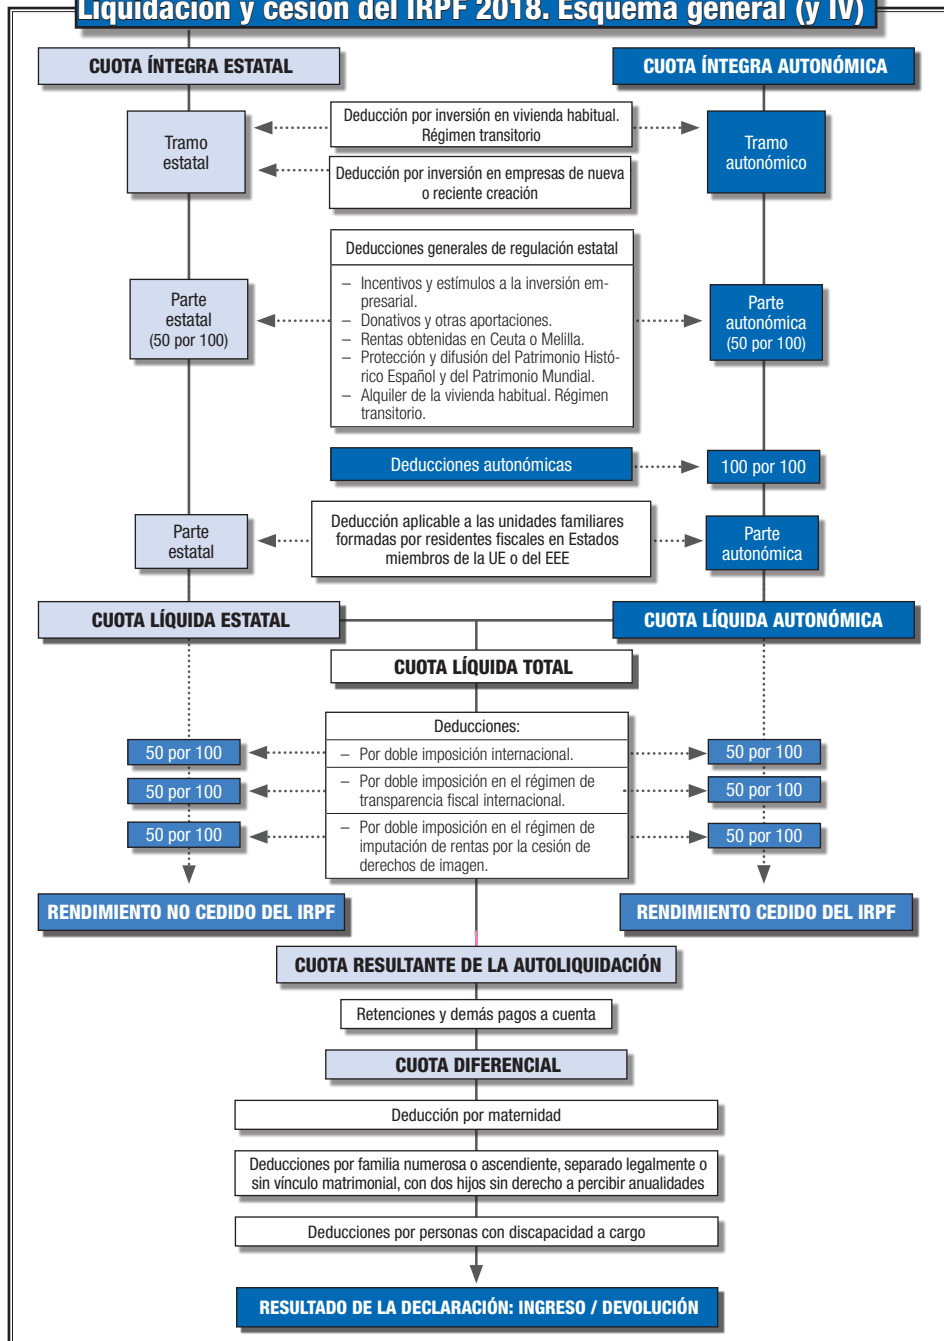 Liquidación y cesión del IRPF 2018. Esquema general (y IV)
CUOTA ÍNTEGRA ESTATAL
CUOTA ÍNTEGRA AUTONÓMICA
Tramo
estatal
Deducción por inversión en vivienda habitual.
Régimen transitorio
Tramo
autonómico
Deducción por inversión en empresas de nueva
o reciente creación
Deducciones generales de regulación estatal
– Incentivos y estímulos a la inversión em-
presarial.
– Donativos y otras aportaciones.
– Rentas obtenidas en Ceuta o Melilla.
– Protección y difusión del Patrimonio Histó-
rico Español y del Patrimonio Mundial.
– Alquiler de la vivienda habitual. Régimen
transitorio.
Parte
estatal
(50 por 100)
Parte
autonómica
(50 por 100)
Deducciones autonómicas
100 por 100
Parte
estatal
Deducción aplicable a las unidades familiares
formadas por residentes fiscales en Estados
miembros de la UE o del EEE
Parte
autonómica
CUOTA LÍQUIDA ESTATAL
CUOTA LÍQUIDA AUTONÓMICA
CUOTA LÍQUIDA TOTAL
Deducciones:
50 por 100
– Por doble imposición internacional.
50 por 100
50 por 100
– Por doble imposición en el régimen de
transparencia fiscal internacional.
50 por 100
50 por 100
– Por doble imposición en el régimen de
imputación de rentas por la cesión de
derechos de imagen.
50 por 100
RENDIMIENTO NO CEDIDO DEL IRPF
RENDIMIENTO CEDIDO DEL IRPF
CUOTA RESULTANTE DE LA AUTOLIQUIDACIÓN
Retenciones y demás pagos a cuenta
CUOTA DIFERENCIAL
Deducción por maternidad
Deducciones por familia numerosa o ascendiente, separado legalmente o
sin vínculo matrimonial, con dos hijos sin derecho a percibir anualidades
Deducciones por personas con discapacidad a cargo
RESULTADO DE LA DECLARACIÓN: INGRESO / DEVOLUCIÓN